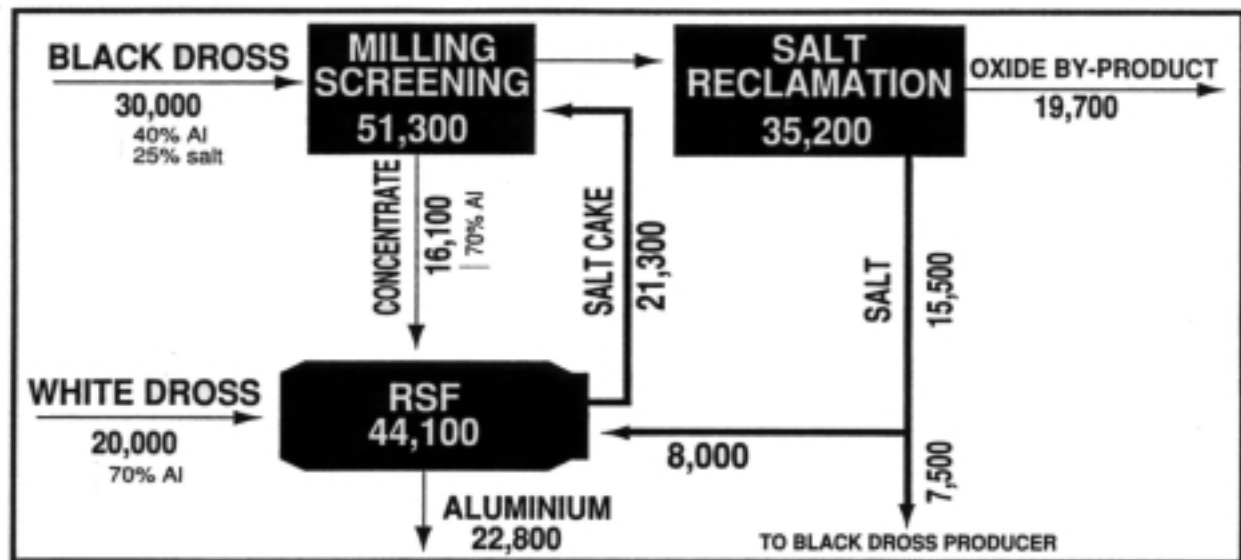 BLACK DROSS
30,000
40% Al
25% salt
MILLING
SCREENING
51,300
SALT
RECLAMATION
35,200
OXIDE BY-PRODUCT
19,700
CONCENTRATE
16,100
70% Al
SALT CAKE
21,300
SALT
15,500
WHITE DROSS
20,000
70% Al
RSF
44,100
8,000
7,500
ALUMINIUM
22,800
TO BLACK DROSS PRODUCER